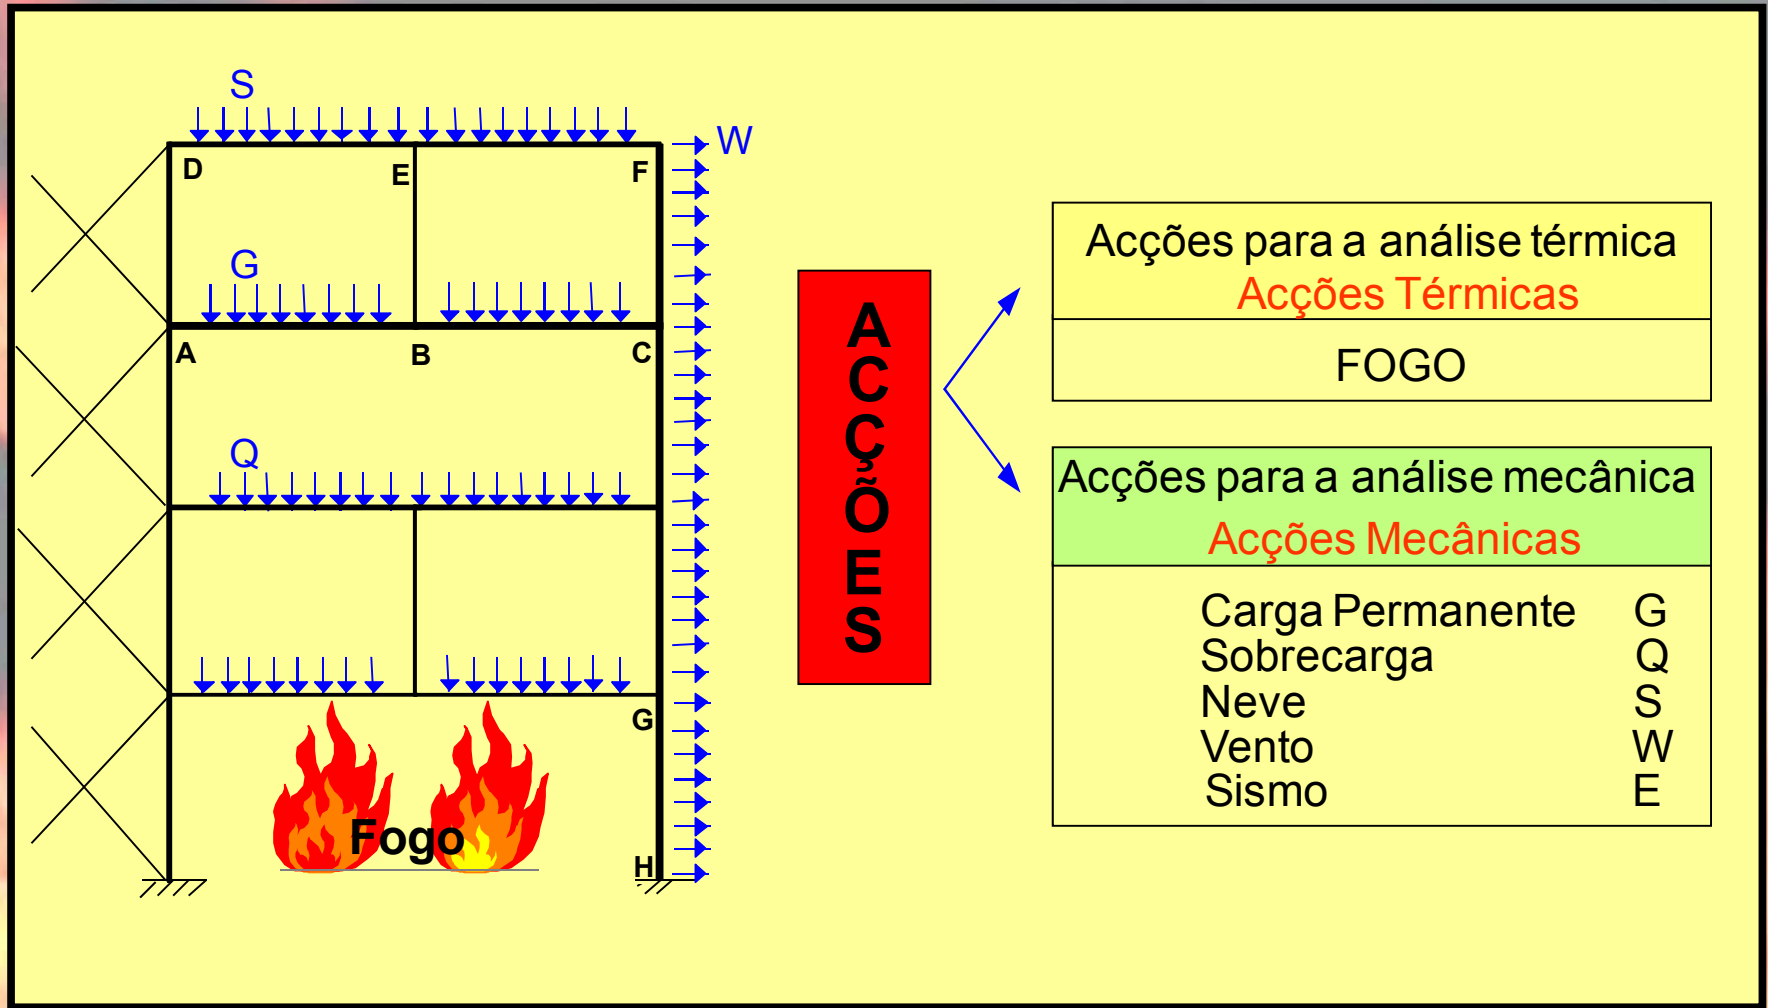 S
W
D
E
F
G
A
B
C
Q
G
Fogo
H
ACÇÕES
Acções para a análise térmica
Acções Térmicas
FOGO
Acções para a análise mecânica
Acções Mecânicas
Carga Permanente G
Sobrecarga Q
Neve S
Vento W
Sismo E